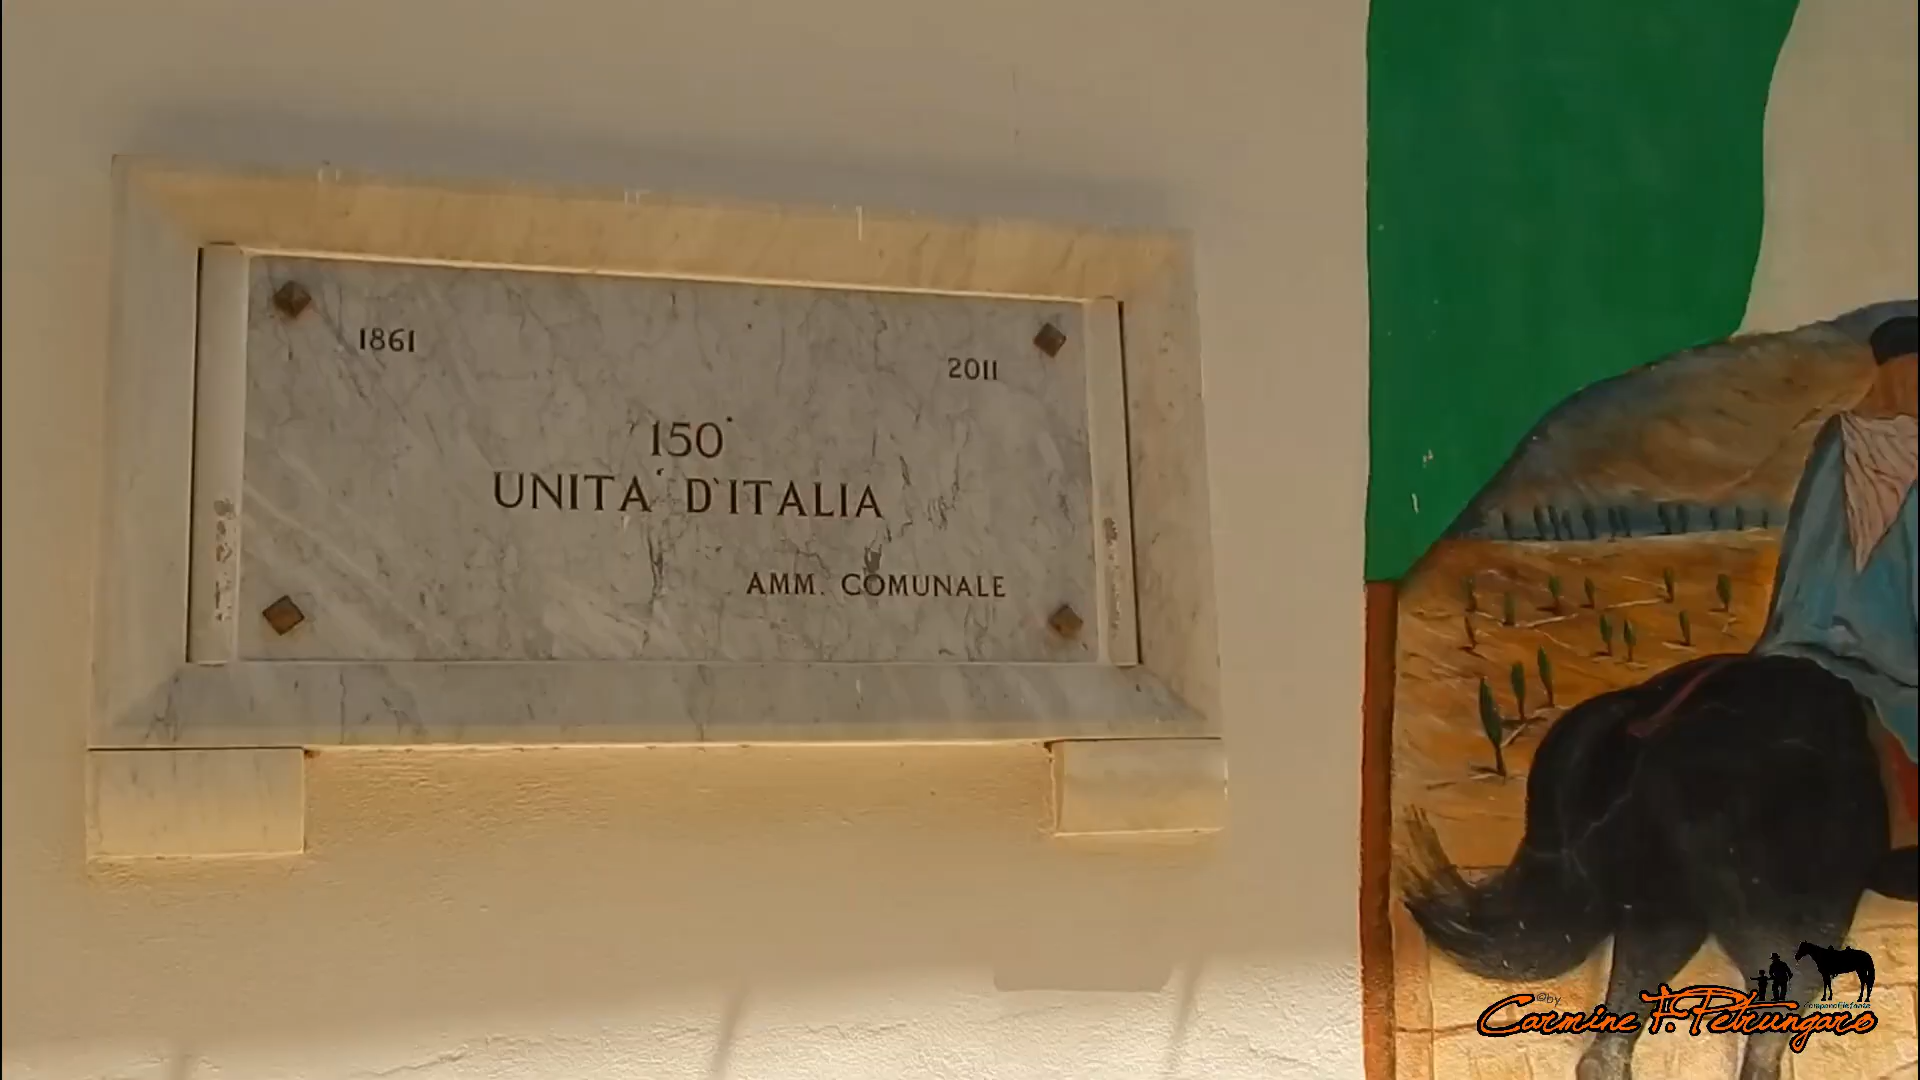 1861
2011
150°
UNITA' D'ITALIA
AMM. COMUNALE
©by
Carmine F. Petrungaro